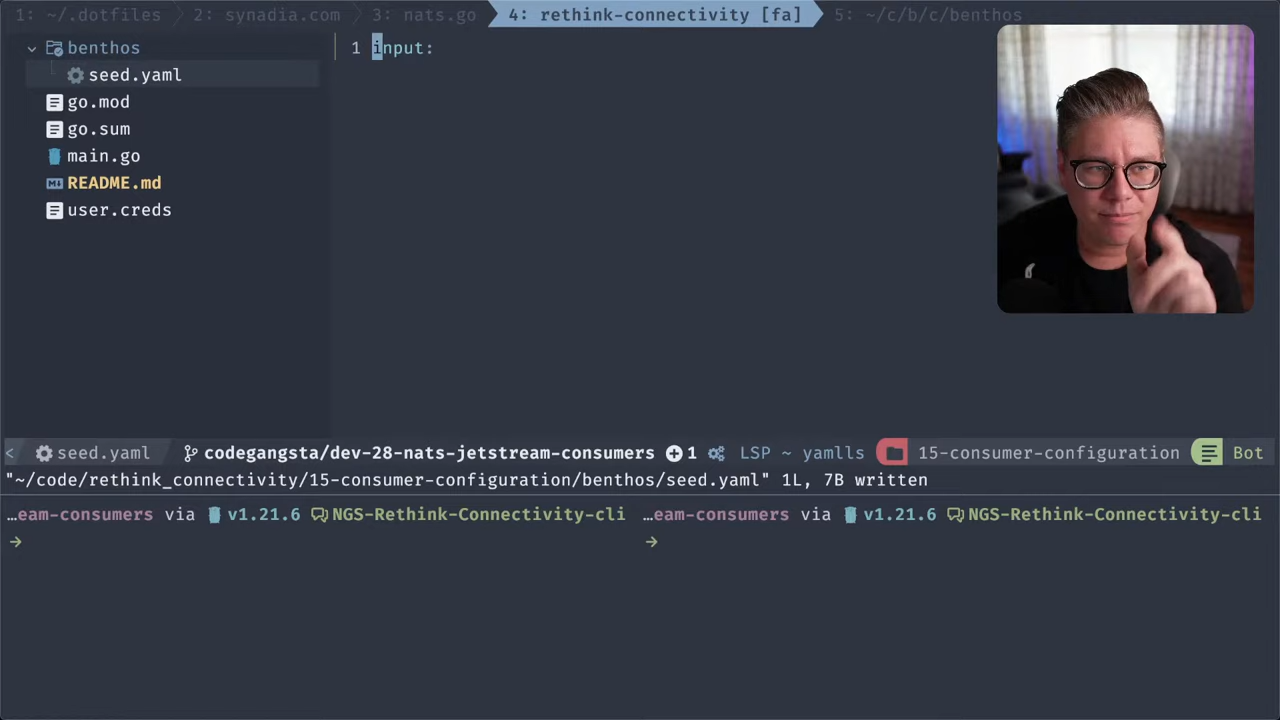 1: ~/.dotfiles 2: synadia.com 3: nats.go 4: rethink-connectivity [fa] 5: ~/c/b/c/benthos
benthos
seed.yaml
go.mod
go.sum
main.go
README.md
user.creds
1 input:
< seed.yaml codegangsta/dev-28-nats-jetstream-consumers 1 LSP ~ yamlls 15-consumer-configuration Bot
"~/code/rethink_connectivity/15-consumer-configuration/benthos/seed.yaml" 1L, 7B written
…eam-consumers via v1.21.6 NGS-Rethink-Connectivity-cli
→
…eam-consumers via v1.21.6 NGS-Rethink-Connectivity-cli
→